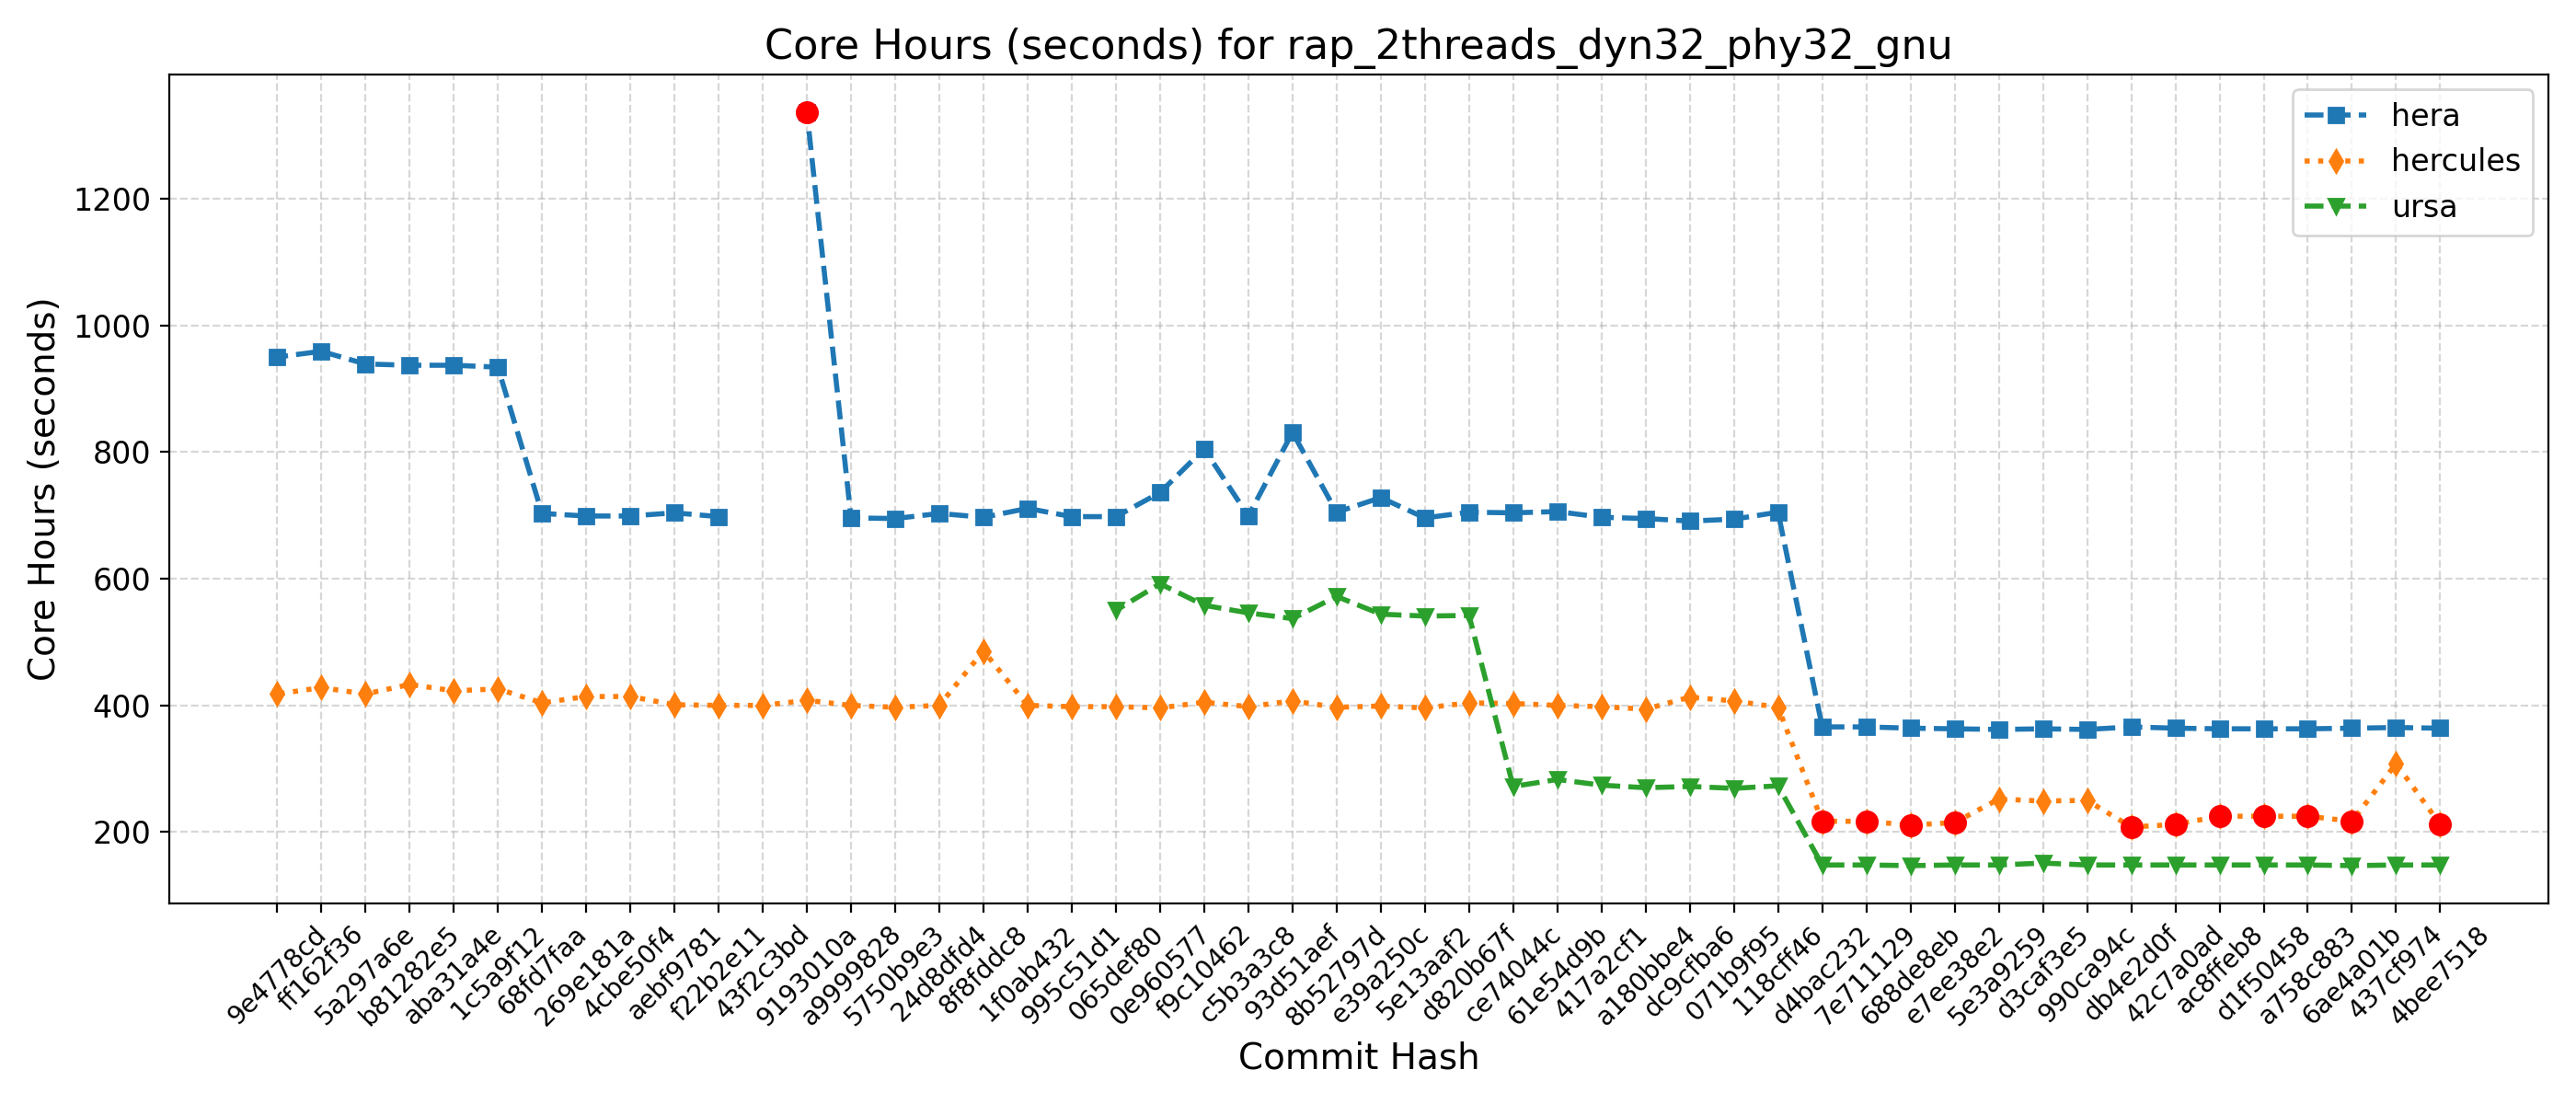 Core Hours (seconds) for rap_2threads_dyn32_phy32_gnu
hera
hercules
ursa
Core Hours (seconds)
1200
1000
800
600
400
200
9e4778cd
ff162f36
5a297a6e
b81282e5
aba31a4e
1c5a9f12
68fd7faa
269e181a
4cbe50f4
aebf9781
f22b2e11
43f2c3bd
9193010a
a9999828
5750b9e3
24d8dfd4
8f8fddc8
1f0ab432
995c51d1
065def80
0e960577
f9c10462
c5b3a3c8
93d51aef
8b52797d
e39a250c
5e13aaf2
d820b67f
ce74044c
61e54d9b
417a2cf1
a180bbe4
dc9cfba6
071b9f95
118cff46
d4bac232
7e711129
688de8eb
e7ee38e2
5e3a9259
d3caf3e5
990ca94c
db4e2d0f
42c7a0ad
ac8ffeb8
d1f50458
a758c883
6ae4a01b
437cf974
4bee7518
Commit Hash